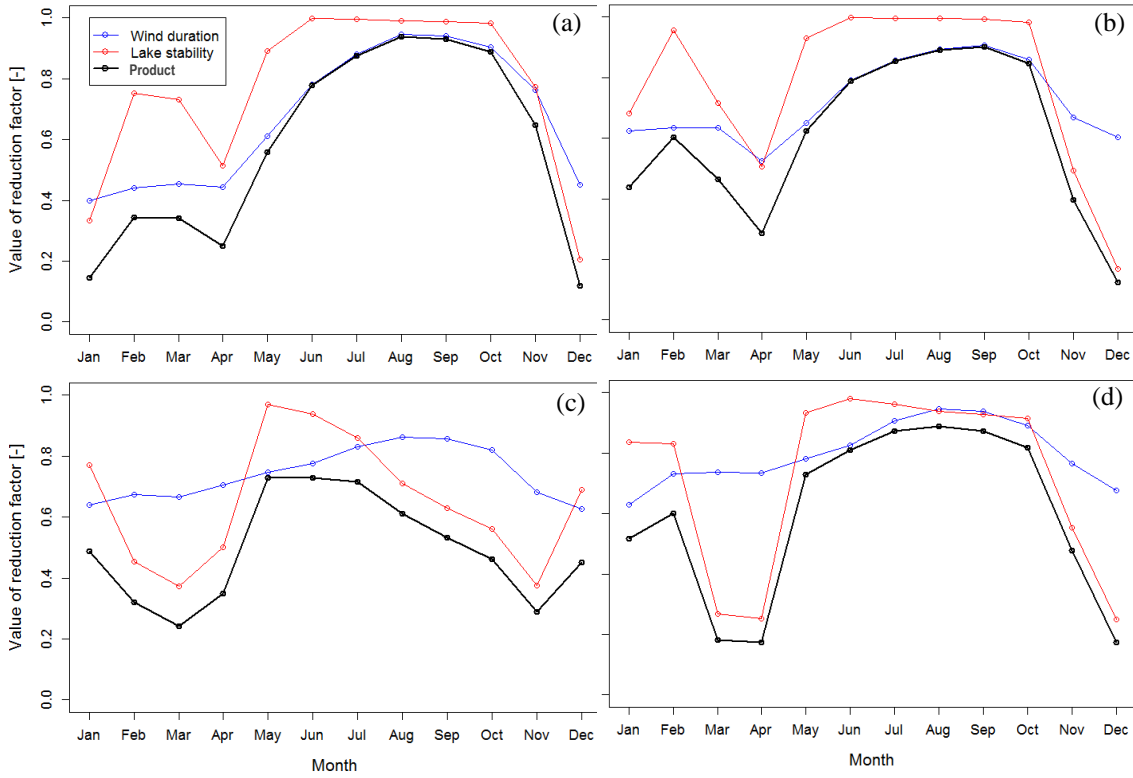 (a)
Wind duration
Lake stability
Product
Value of reduction factor [-]
1.0
0.8
0.6
0.4
0.2
0.0
Jan Feb Mar Apr May Jun Jul Aug Sep Oct Nov Dec
(b)
Jan Feb Mar Apr May Jun Jul Aug Sep Oct Nov Dec
(c)
Value of reduction factor [-]
1.0
0.8
0.6
0.4
0.2
0.0
Jan Feb Mar Apr May Jun Jul Aug Sep Oct Nov Dec
Month
(d)
Jan Feb Mar Apr May Jun Jul Aug Sep Oct Nov Dec
Month